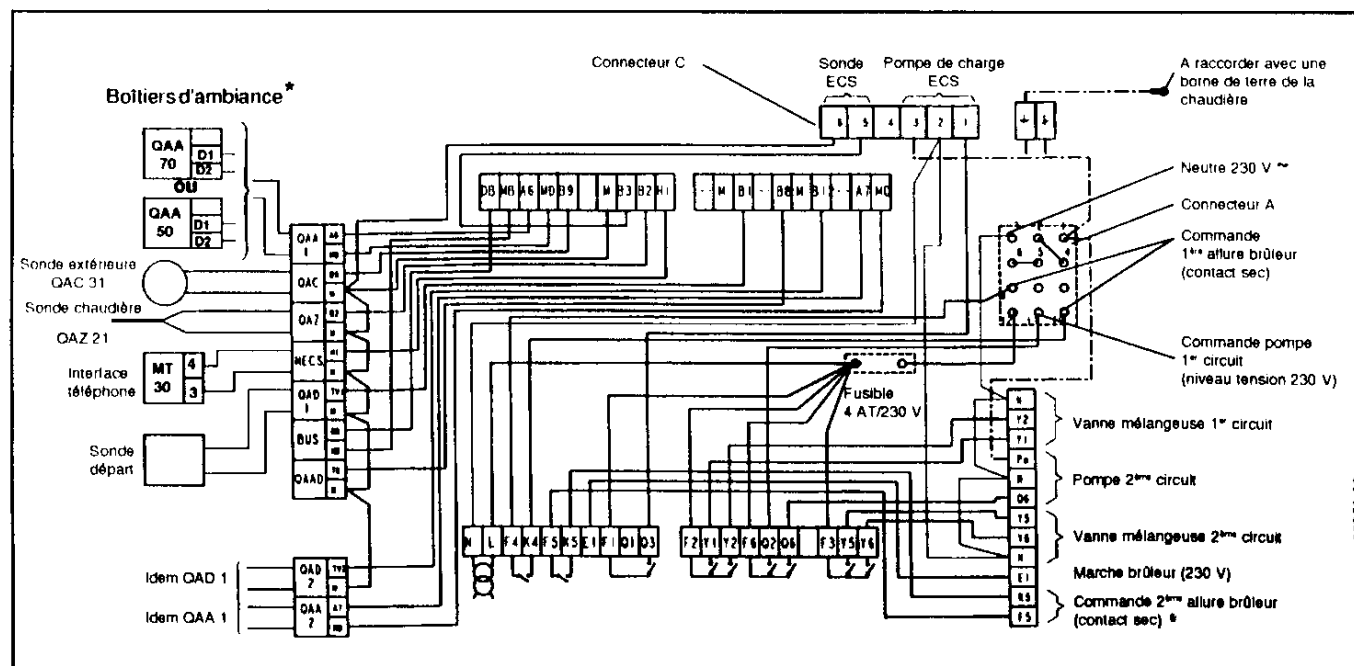 Connecteur C
Sonde
ECS
Pompe de charge
ECS
A raccorder avec une
borne de terre de la
chaudière
Boîtiers d'ambiance *
6 5 4 3 2 1
QAA
70
D1
D2
OU
QAA
50
D1
D2
DB MB A6 MD B9 M B3 B2 H1
M B1 B8 M B12 A7 MD
Neutre 230 V ~
Connecteur A
Commande
1ère allure brûleur
(contact sec)
Sonde extérieure
QAC 31
Sonde chaudière
QAZ 21
Interface
téléphone
MT
30
4
3
Sonde
départ
QAA
1
QAC
QAZ
HECS
QAD
1
BUS
QAAD
Fusible
4 AT/230 V
Commande pompe
1er circuit
(niveau tension 230 V)
N
Y2
Y1
Vanne mélangeuse 1er circuit
Pompe 2ème circuit
Q6
Y5
Y6
N
Vanne mélangeuse 2ème circuit
E1
Marche brûleur (230 V)
K5
F5
Commande 2ème allure brûleur
(contact sec) *
N L F4 K4 F5 K5 E1 F1 Q1 Q3
F2 Y1 Y2 F6 Q2 Q6 F3 Y5 Y6
Idem QAD 1
QAD
2
Idem QAA 1
QAA
2
A7